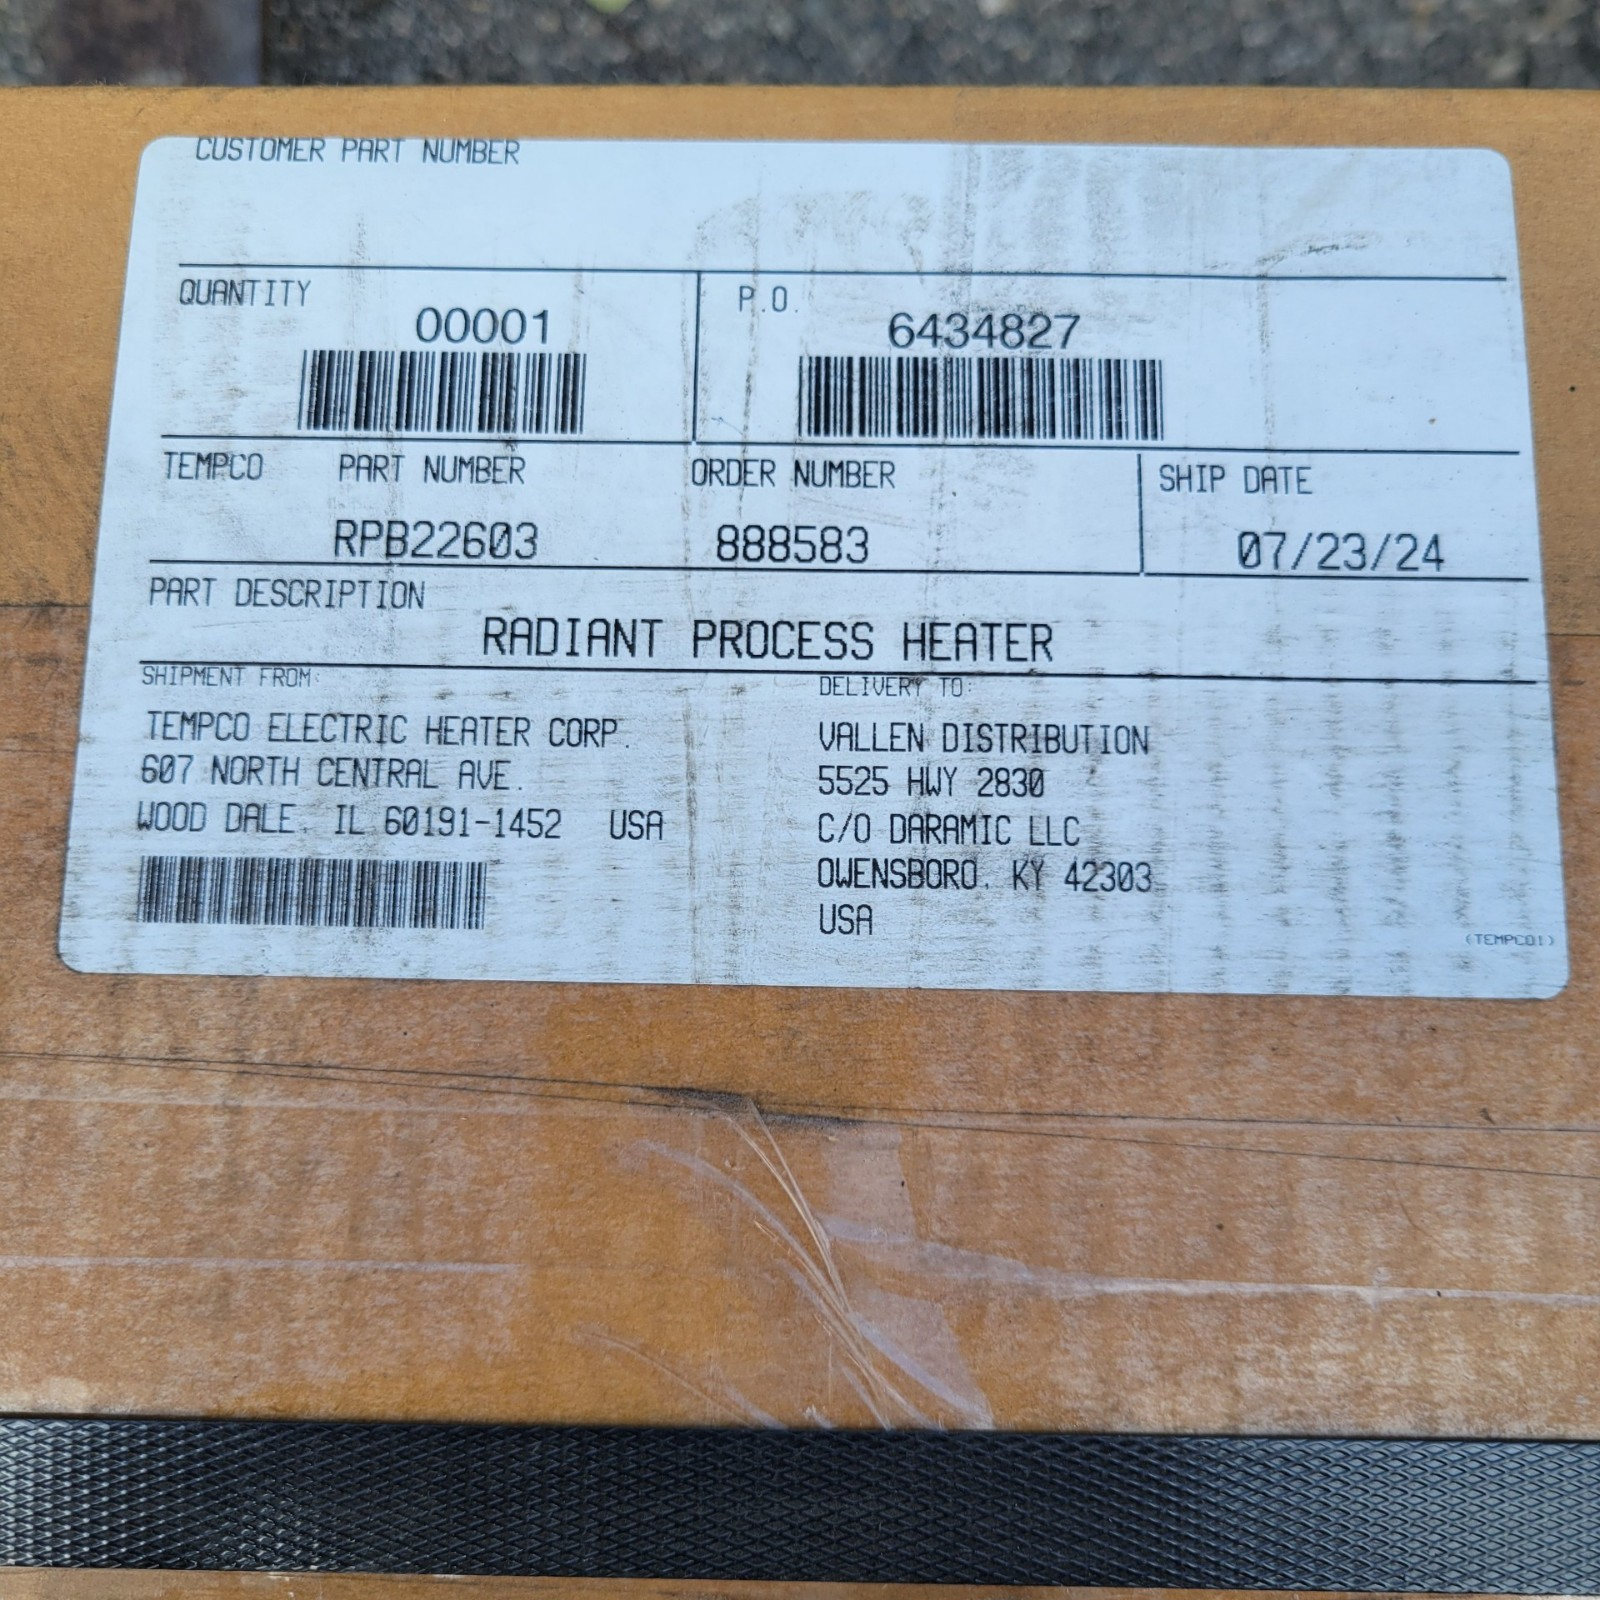 CUSTOMER PART NUMBER
QUANTITY
00001
P.O.
6434827
TEMPCO PART NUMBER
RPB22603
ORDER NUMBER
888583
SHIP DATE
07/23/24
PART DESCRIPTION
RADIANT PROCESS HEATER
SHIPMENT FROM:
TEMPCO ELECTRIC HEATER CORP.
607 NORTH CENTRAL AVE.
WOOD DALE, IL 60191-1452 USA
DELIVERY TO:
VALLEN DISTRIBUTION
5525 HWY 2830
C/O DARAMIC LLC
OWENSBORO, KY 42303
USA
(TEMPCO1)